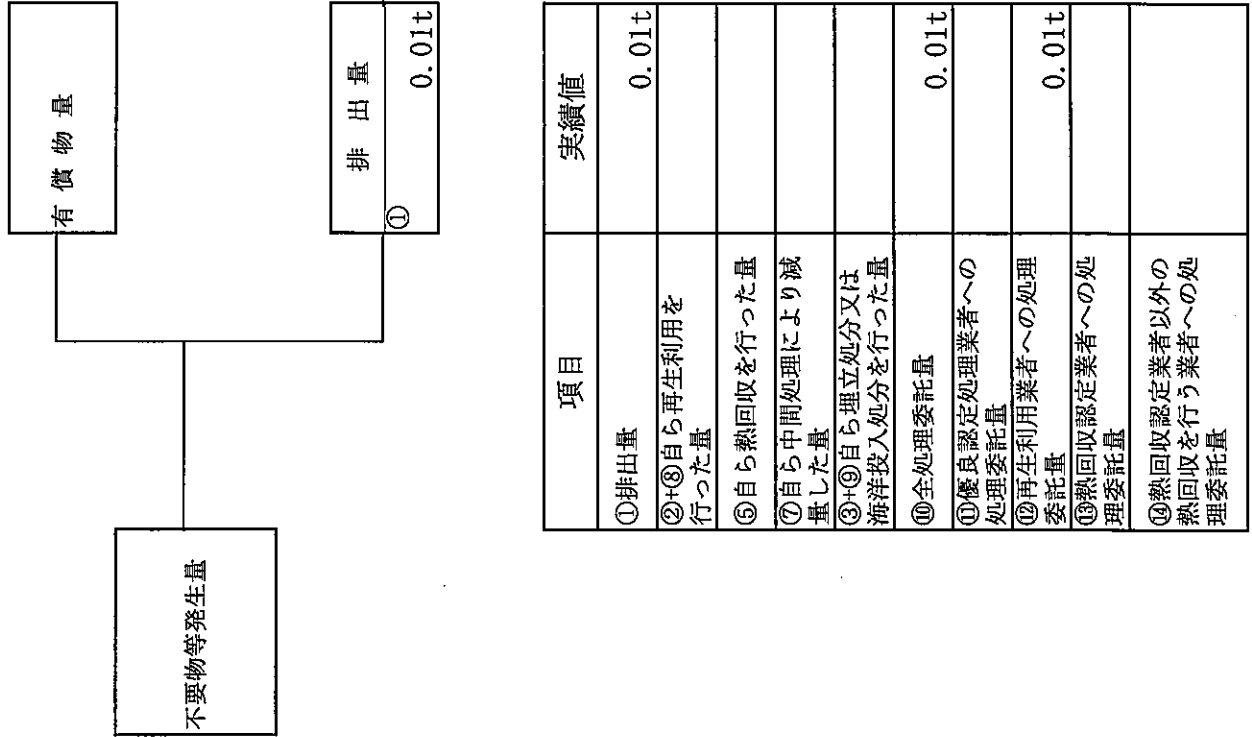 有 償 物 量
排 出 量
① 0.01t
不要物等発生量
項目 実績値
①排出量 0.01t
②+⑧自ら再生利用を
行った量
⑤自ら熱回収を行った量
⑦自ら中間処理により減
量した量
③+⑨自ら埋立処分又は
海洋投入処分を行った量
⑩全処理委託量 0.01t
⑪優良認定処理業者への
処理委託量
⑫再生利用業者への処理
委託量 0.01t
⑬熱回収認定業者への処
理委託量
⑭熱回収認定業者以外の
熱回収を行う業者への処
理委託量